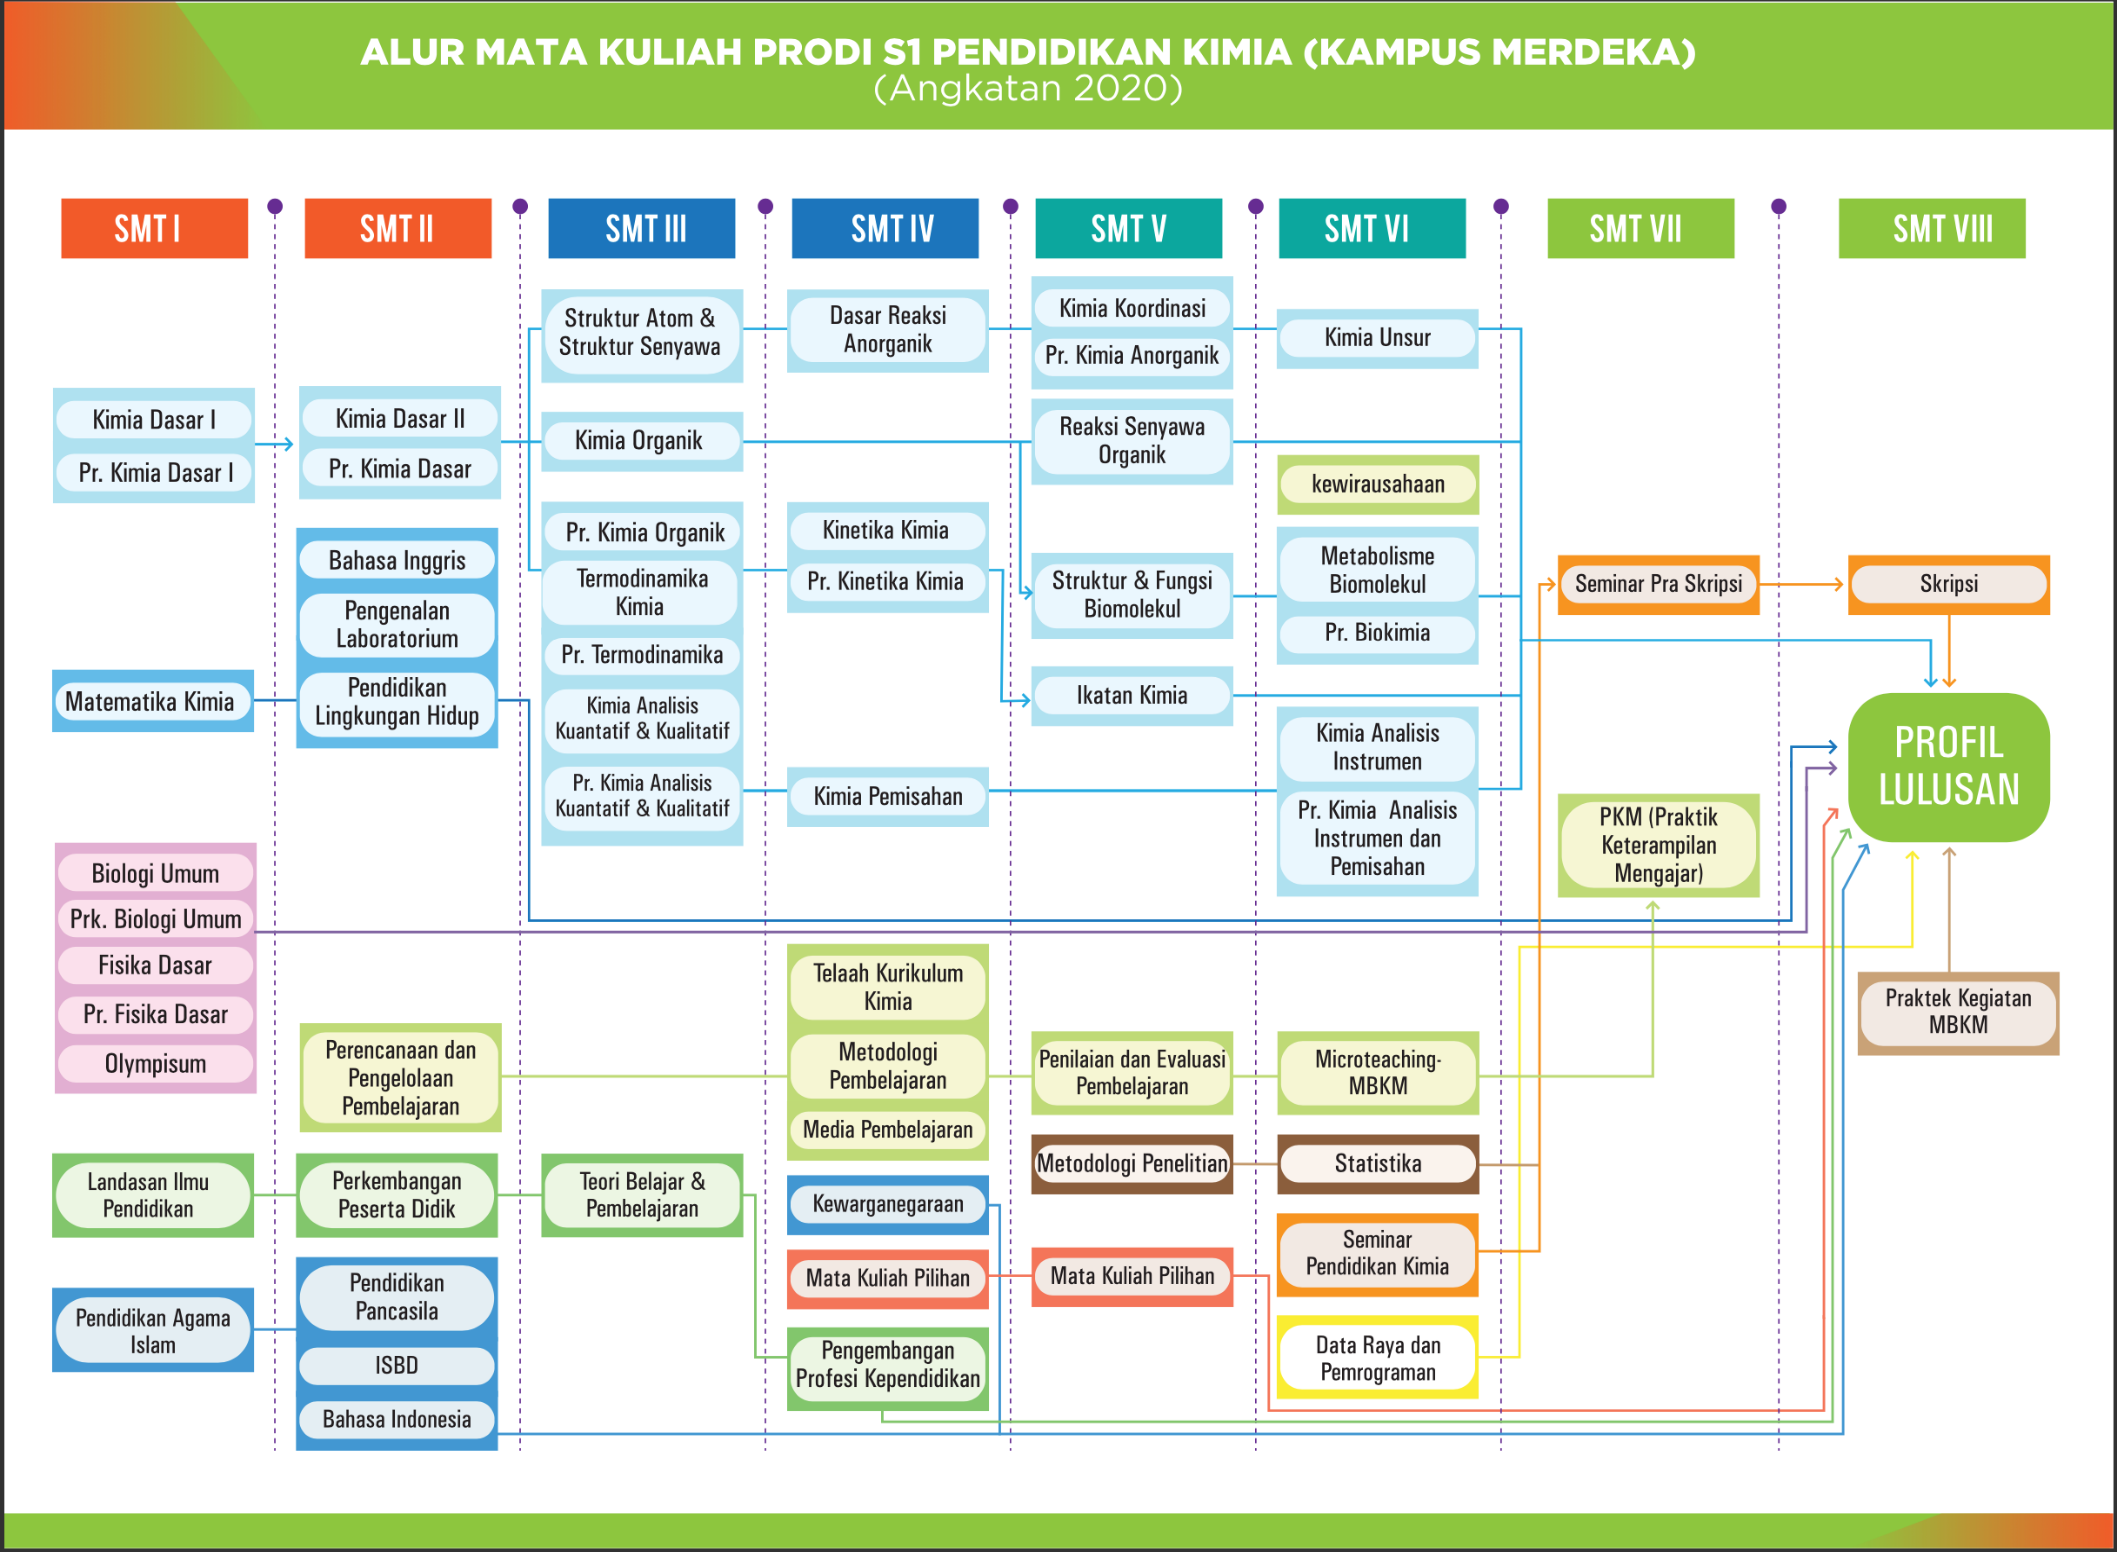 ALUR MATA KULIAH PRODI S1 PENDIDIKAN KIMIA (KAMPUS MERDEKA)
(Angkatan 2020)
SMT I
SMT II
SMT III
SMT IV
SMT V
SMT VI
SMT VII
SMT VIII
Kimia Dasar I
Pr. Kimia Dasar I
Matematika Kimia
Biologi Umum
Prk. Biologi Umum
Fisika Dasar
Pr. Fisika Dasar
Olympisum
Landasan Ilmu
Pendidikan
Pendidikan Agama
Islam
Kimia Dasar II
Pr. Kimia Dasar
Bahasa Inggris
Pengenalan
Laboratorium
Pendidikan
Lingkungan Hidup
Perencanaan dan
Pengelolaan
Pembelajaran
Perkembangan
Peserta Didik
Pendidikan
Pancasila
ISBD
Bahasa Indonesia
Struktur Atom &
Struktur Senyawa
Kimia Organik
Pr. Kimia Organik
Termodinamika
Kimia
Pr. Termodinamika
Kimia Analisis
Kuantatif & Kualitatif
Pr. Kimia Analisis
Kuantatif & Kualitatif
Teori Belajar &
Pembelajaran
Dasar Reaksi
Anorganik
Kinetika Kimia
Pr. Kinetika Kimia
Kimia Pemisahan
Telaah Kurikulum
Kimia
Metodologi
Pembelajaran
Media Pembelajaran
Kewarganegaraan
Mata Kuliah Pilihan
Pengembangan
Profesi Kependidikan
Kimia Koordinasi
Pr. Kimia Anorganik
Reaksi Senyawa
Organik
Struktur & Fungsi
Biomolekul
Ikatan Kimia
Penilaian dan Evaluasi
Pembelajaran
Metodologi Penelitian
Mata Kuliah Pilihan
Kimia Unsur
kewirausahaan
Metabolisme
Biomolekul
Pr. Biokimia
Kimia Analisis
Instrumen
Pr. Kimia Analisis
Instrumen dan
Pemisahan
Microteaching-
MBKM
Statistika
Seminar
Pendidikan Kimia
Data Raya dan
Pemrograman
Seminar Pra Skripsi
PKM (Praktik
Keterampilan
Mengajar)
Skripsi
PROFIL
LULUSAN
Praktek Kegiatan
MBKM